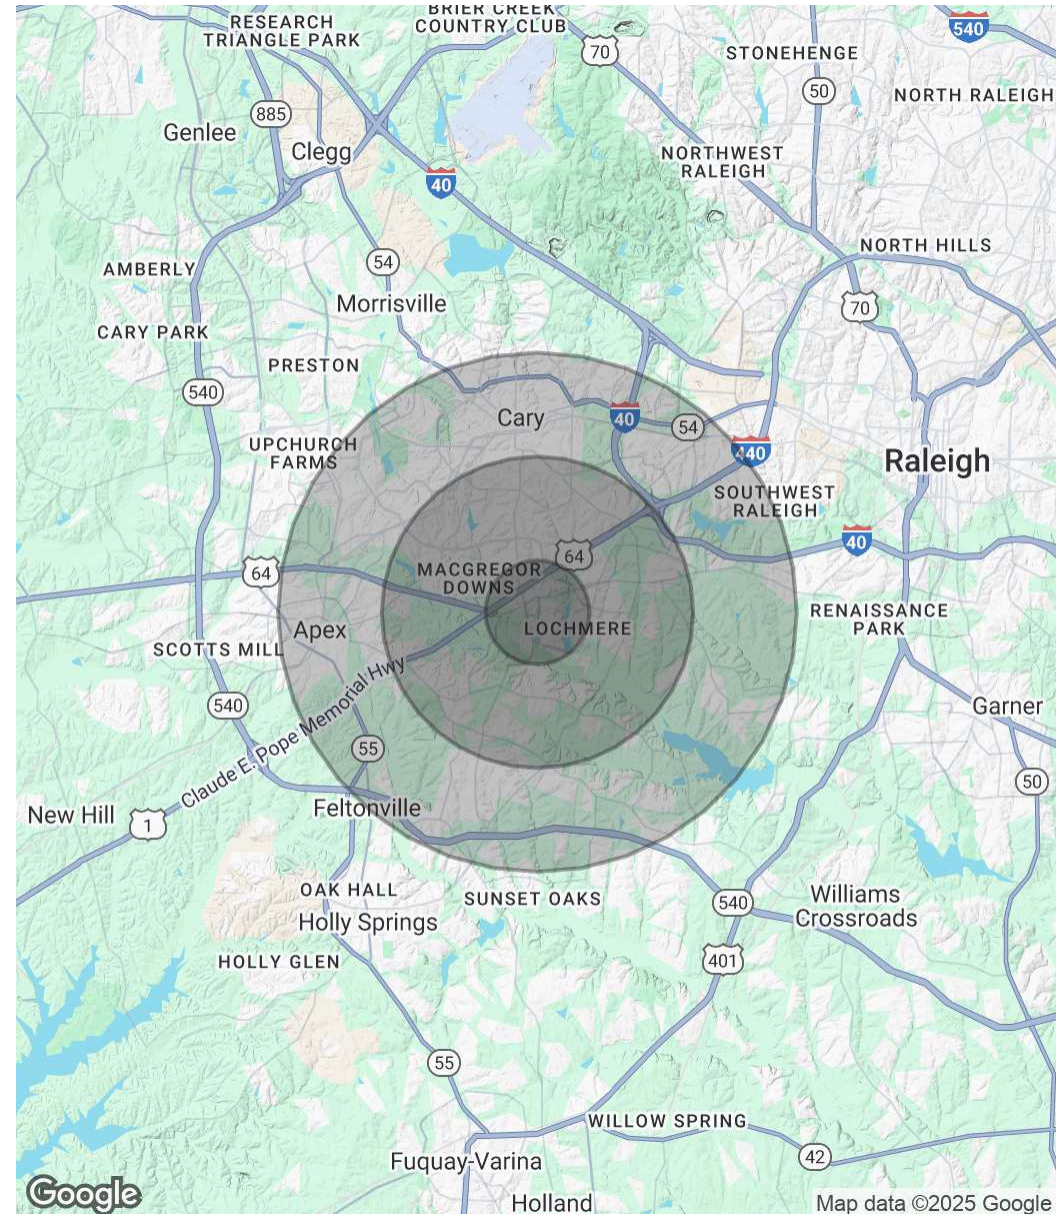 BRIER CREEK
COUNTRY CLUB
RESEARCH
TRIANGLE PARK
540
70
STONEHENGE
50
NORTH RALEIGH
885
Genlee
Clegg
NORTHWEST
RALEIGH
40
NORTH HILLS
54
AMBERLY
Morrisville
70
CARY PARK
PRESTON
540
Cary
40
54
UPCHURCH
FARMS
440
Raleigh
SOUTHWEST
RALEIGH
40
64
64
MACGREGOR
DOWNS
RENAISSANCE
PARK
Apex
LOCHMERE
SCOTTS MILL
Claude E. Pope Memorial Hwy
540
Garner
55
50
New Hill
1
Feltonville
OAK HALL
SUNSET OAKS
540
Williams
Crossroads
Holly Springs
HOLLY GLEN
401
55
WILLOW SPRING
42
Fuquay-Varina
Holland
Google
Map data ©2025 Google